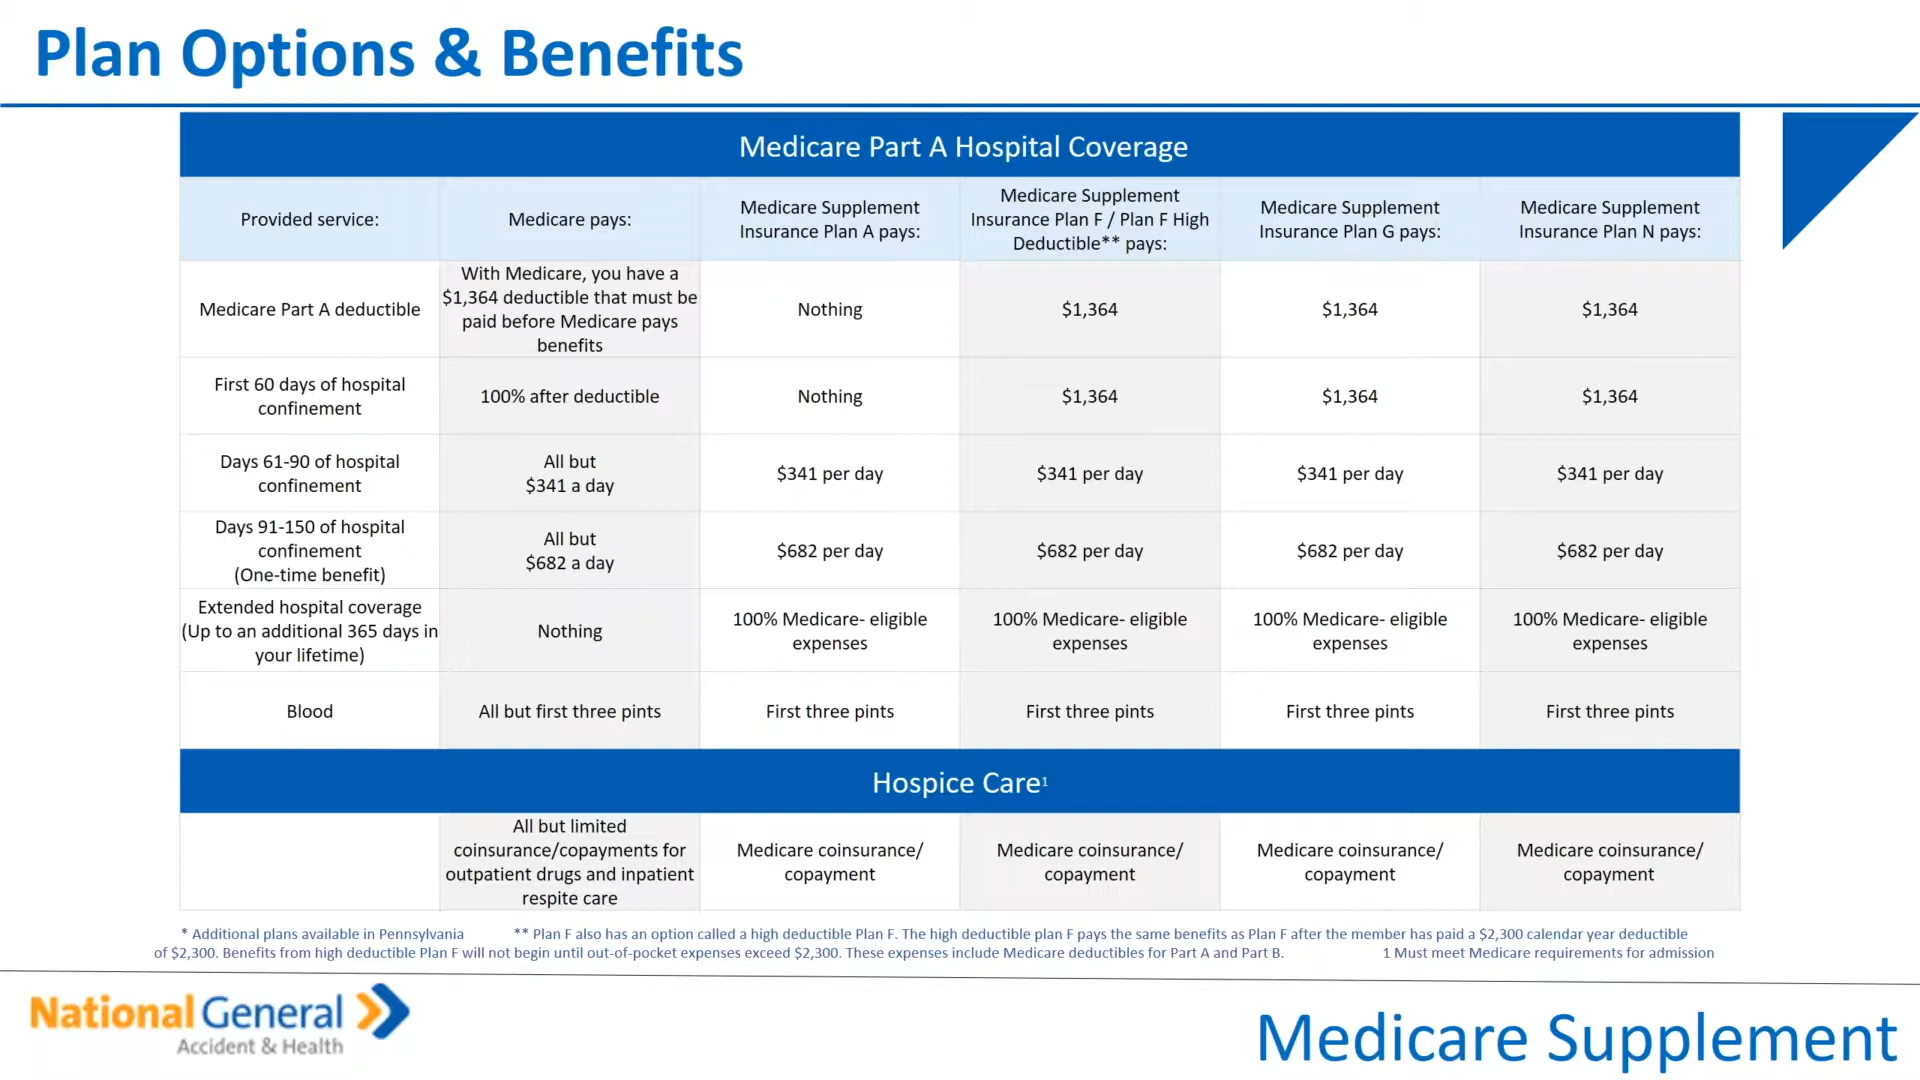 Plan Options & Benefits
Medicare Part A Hospital Coverage
Provided service:
Medicare pays:
Medicare Supplement
Insurance Plan A pays:
Medicare Supplement
Insurance Plan F / Plan F High
Deductible** pays:
Medicare Supplement
Insurance Plan G pays:
Medicare Supplement
Insurance Plan N pays:
Medicare Part A deductible
With Medicare, you have a
$1,364 deductible that must be
paid before Medicare pays
benefits
Nothing
$1,364
$1,364
$1,364
First 60 days of hospital
confinement
100% after deductible
Nothing
$1,364
$1,364
$1,364
Days 61-90 of hospital
confinement
All but
$341 a day
$341 per day
$341 per day
$341 per day
$341 per day
Days 91-150 of hospital
confinement
(One-time benefit)
All but
$682 a day
$682 per day
$682 per day
$682 per day
$682 per day
Extended hospital coverage
(Up to an additional 365 days in
your lifetime)
Nothing
100% Medicare- eligible
expenses
100% Medicare- eligible
expenses
100% Medicare- eligible
expenses
100% Medicare- eligible
expenses
Blood
All but first three pints
First three pints
First three pints
First three pints
First three pints
Hospice Care1
All but limited
coinsurance/copayments for
outpatient drugs and inpatient
respite care
Medicare coinsurance/
copayment
Medicare coinsurance/
copayment
Medicare coinsurance/
copayment
Medicare coinsurance/
copayment
* Additional plans available in Pennsylvania ** Plan F also has an option called a high deductible Plan F. The high deductible plan F pays the same benefits as Plan F after the member has paid a $2,300 calendar year deductible
of $2,300. Benefits from high deductible Plan F will not begin until out-of-pocket expenses exceed $2,300. These expenses include Medicare deductibles for Part A and Part B. 1 Must meet Medicare requirements for admission
National General
Accident & Health
Medicare Supplement